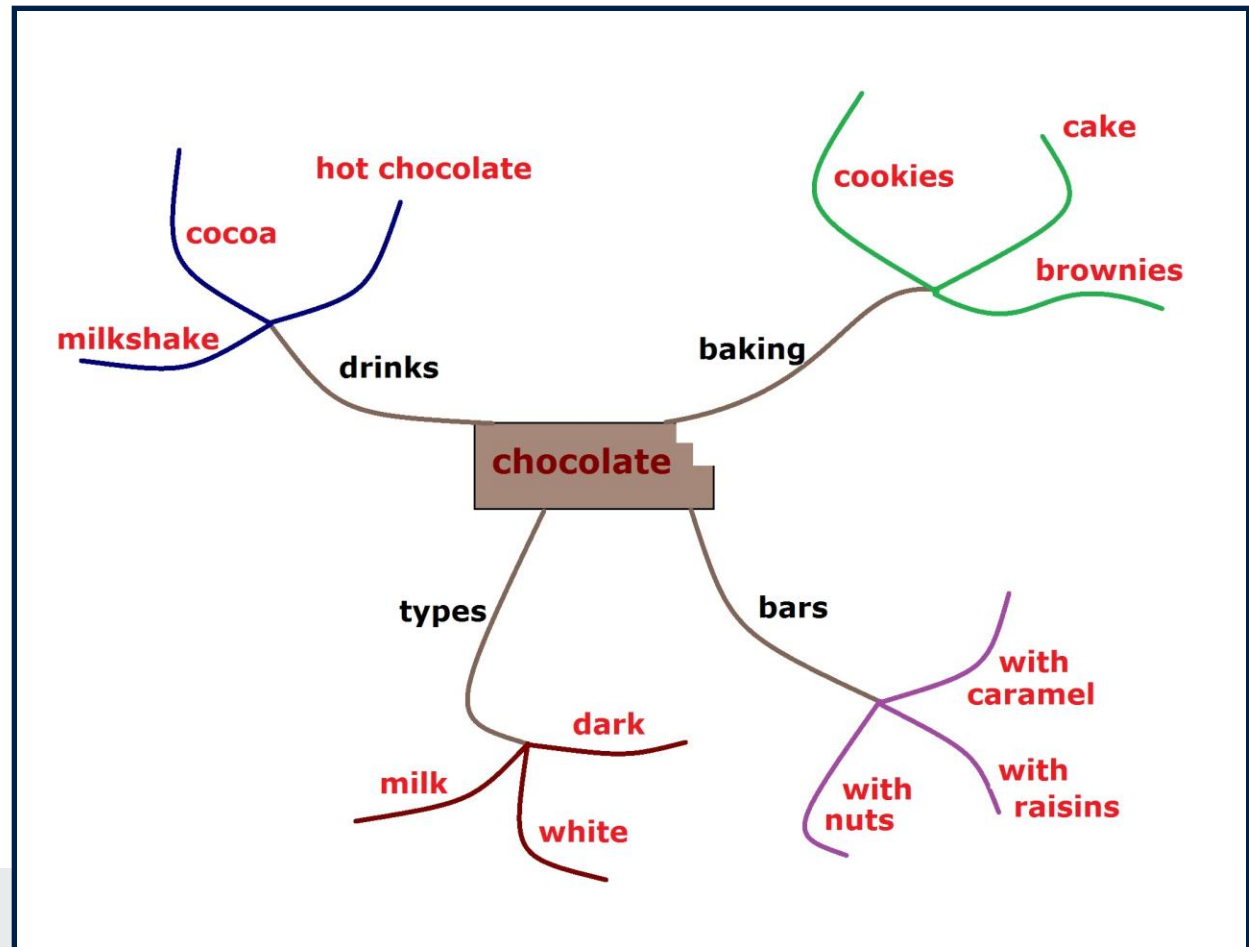 hot chocolate
cocoa
milkshake
drinks
cake
cookies
brownies
baking
chocolate
types
dark
milk
white
bars
with
caramel
with
raisins
with
nuts